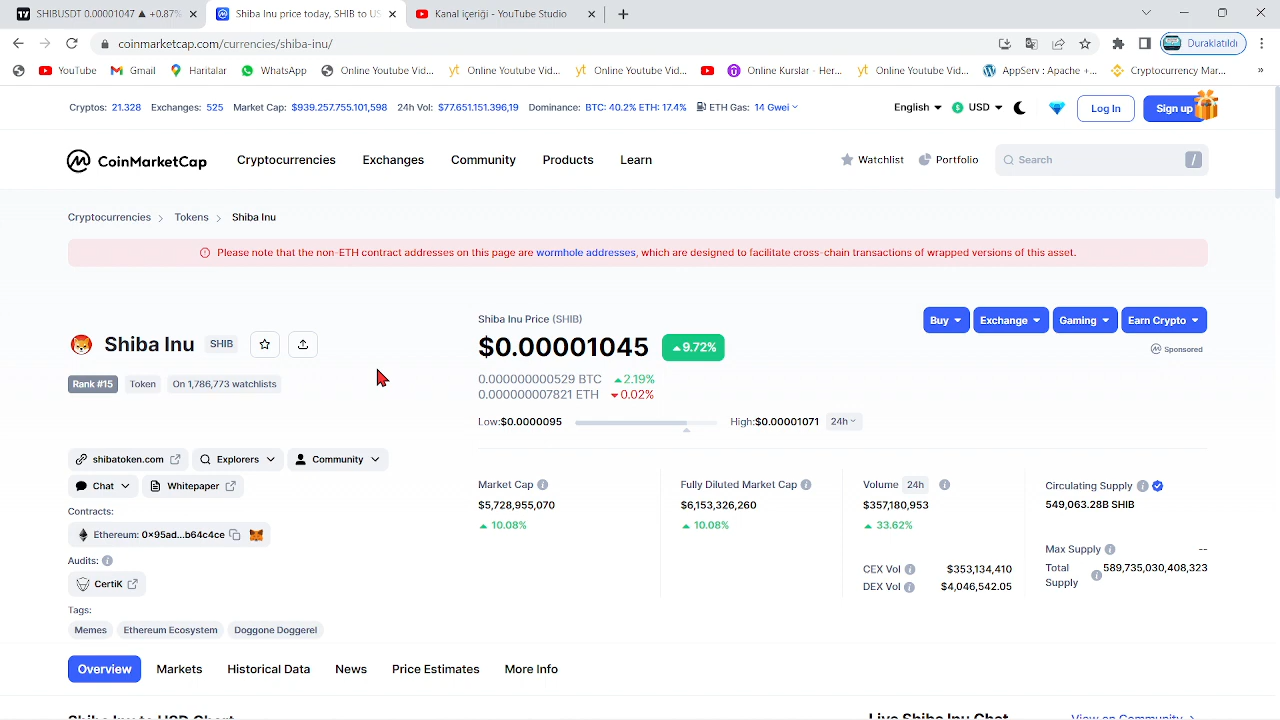 SHIBUSDT 0.00001047 ▲ +0.87%
Shiba Inu price today, SHIB to US
Kanal içeriği - YouTube Studio
coinmarketcap.com/currencies/shiba-inu/
Duraklatıldı
YouTube
Gmail
Haritalar
WhatsApp
Online Youtube Vid...
Online Youtube Vid...
Online Youtube Vid...
Online Kurslar - Her...
Online Youtube Vid...
AppServ : Apache +...
Cryptocurrency Mar...
»
Cryptos: 21.328 Exchanges: 525 Market Cap: $939.257.755.101,598 24h Vol: $77.651.151.396,19 Dominance: BTC: 40.2% ETH: 17.4% ETH Gas: 14 Gwei
English
USD
Log In
Sign up
CoinMarketCap
Cryptocurrencies
Exchanges
Community
Products
Learn
Watchlist
Portfolio
Search
/
Cryptocurrencies > Tokens > Shiba Inu
Please note that the non-ETH contract addresses on this page are wormhole addresses, which are designed to facilitate cross-chain transactions of wrapped versions of this asset.
Shiba Inu SHIB
Rank #15
Token
On 1,786,773 watchlists
Shiba Inu Price (SHIB)
$0.00001045 ▲9.72%
0.000000000529 BTC ▲2.19%
0.000000007821 ETH ▼0.02%
Low:$0.0000095
High:$0.00001071
24h
Buy
Exchange
Gaming
Earn Crypto
Sponsored
shibatoken.com
Explorers
Community
Chat
Whitepaper
Contracts:
Ethereum: 0x95ad...b64c4ce
Audits:
CertiK
Tags:
Memes
Ethereum Ecosystem
Doggone Doggerel
Market Cap
$5,728,955,070
▲ 10.08%
Fully Diluted Market Cap
$6,153,326,260
▲ 10.08%
Volume 24h
$357,180,953
▲ 33.62%
CEX Vol $353,134,410
DEX Vol $4,046,542.05
Circulating Supply
549,063.28B SHIB
Max Supply --
Total Supply 589,735,030,408,323
Overview
Markets
Historical Data
News
Price Estimates
More Info
Shiba Inu to USD Chart
Live Shiba Inu Chat
View on Community >